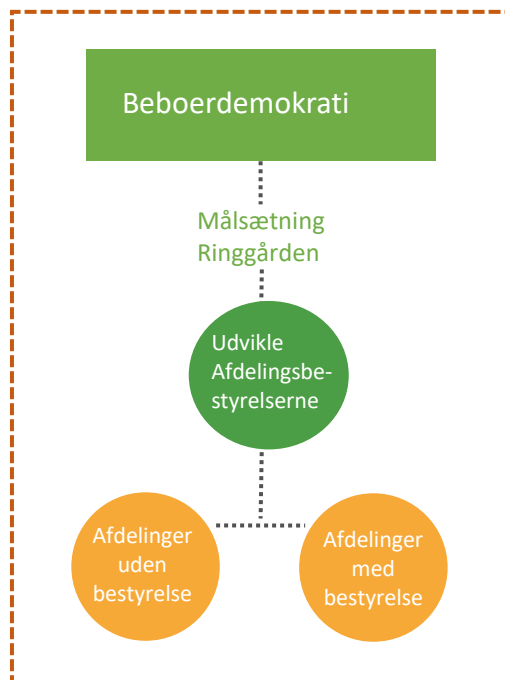 Beboerdemokrati
Målsætning
Ringgården
Udvikle
Afdelingsbe-
styrelserne
Afdelinger
uden
bestyrelse
Afdelinger
med
bestyrelse